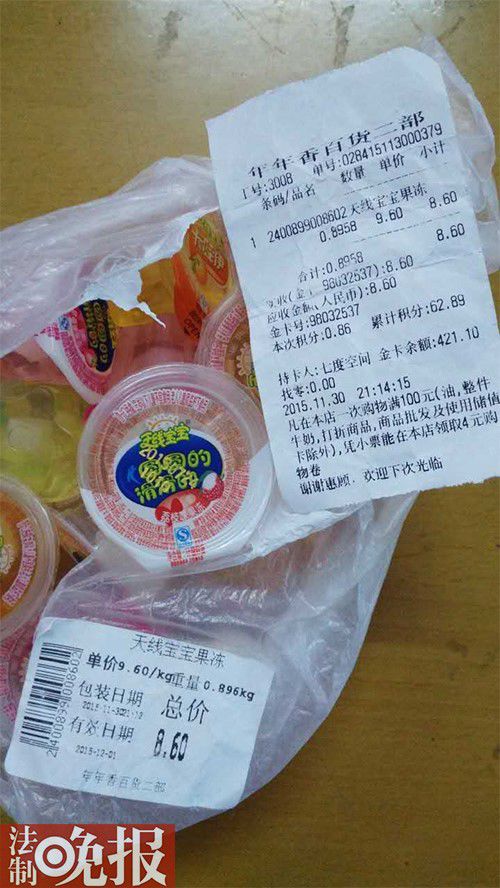 年年香百货二部
工号:3008 单号:028415113000379
条码/品名 数量 单价 小计
1 2400899008602天线宝宝果冻
0.8958 9.60 8.60
8.60
合计:0.8958
98032537):8.60
应收金额(人民币):8.60
金卡号:98032537
本次积分:0.86 累计积分:62.89
持卡人:七度空间 金卡余额:421.10
找零:0.00
2015.11.30 21:14:15
凡在本店一次购物满100元(油,整件
牛奶,打折商品,商品批发及使用储值
卡除外),凭小票能在本店领取4元购
物卷
谢谢惠顾. 欢迎下次光临
天线宝宝
的
天线宝宝果冻
单价9.60/kg重量0.896kg
包装日期 总价
有效日期 8.60
2015-12-01
年年香百货二部
2400899008602
法制晚报